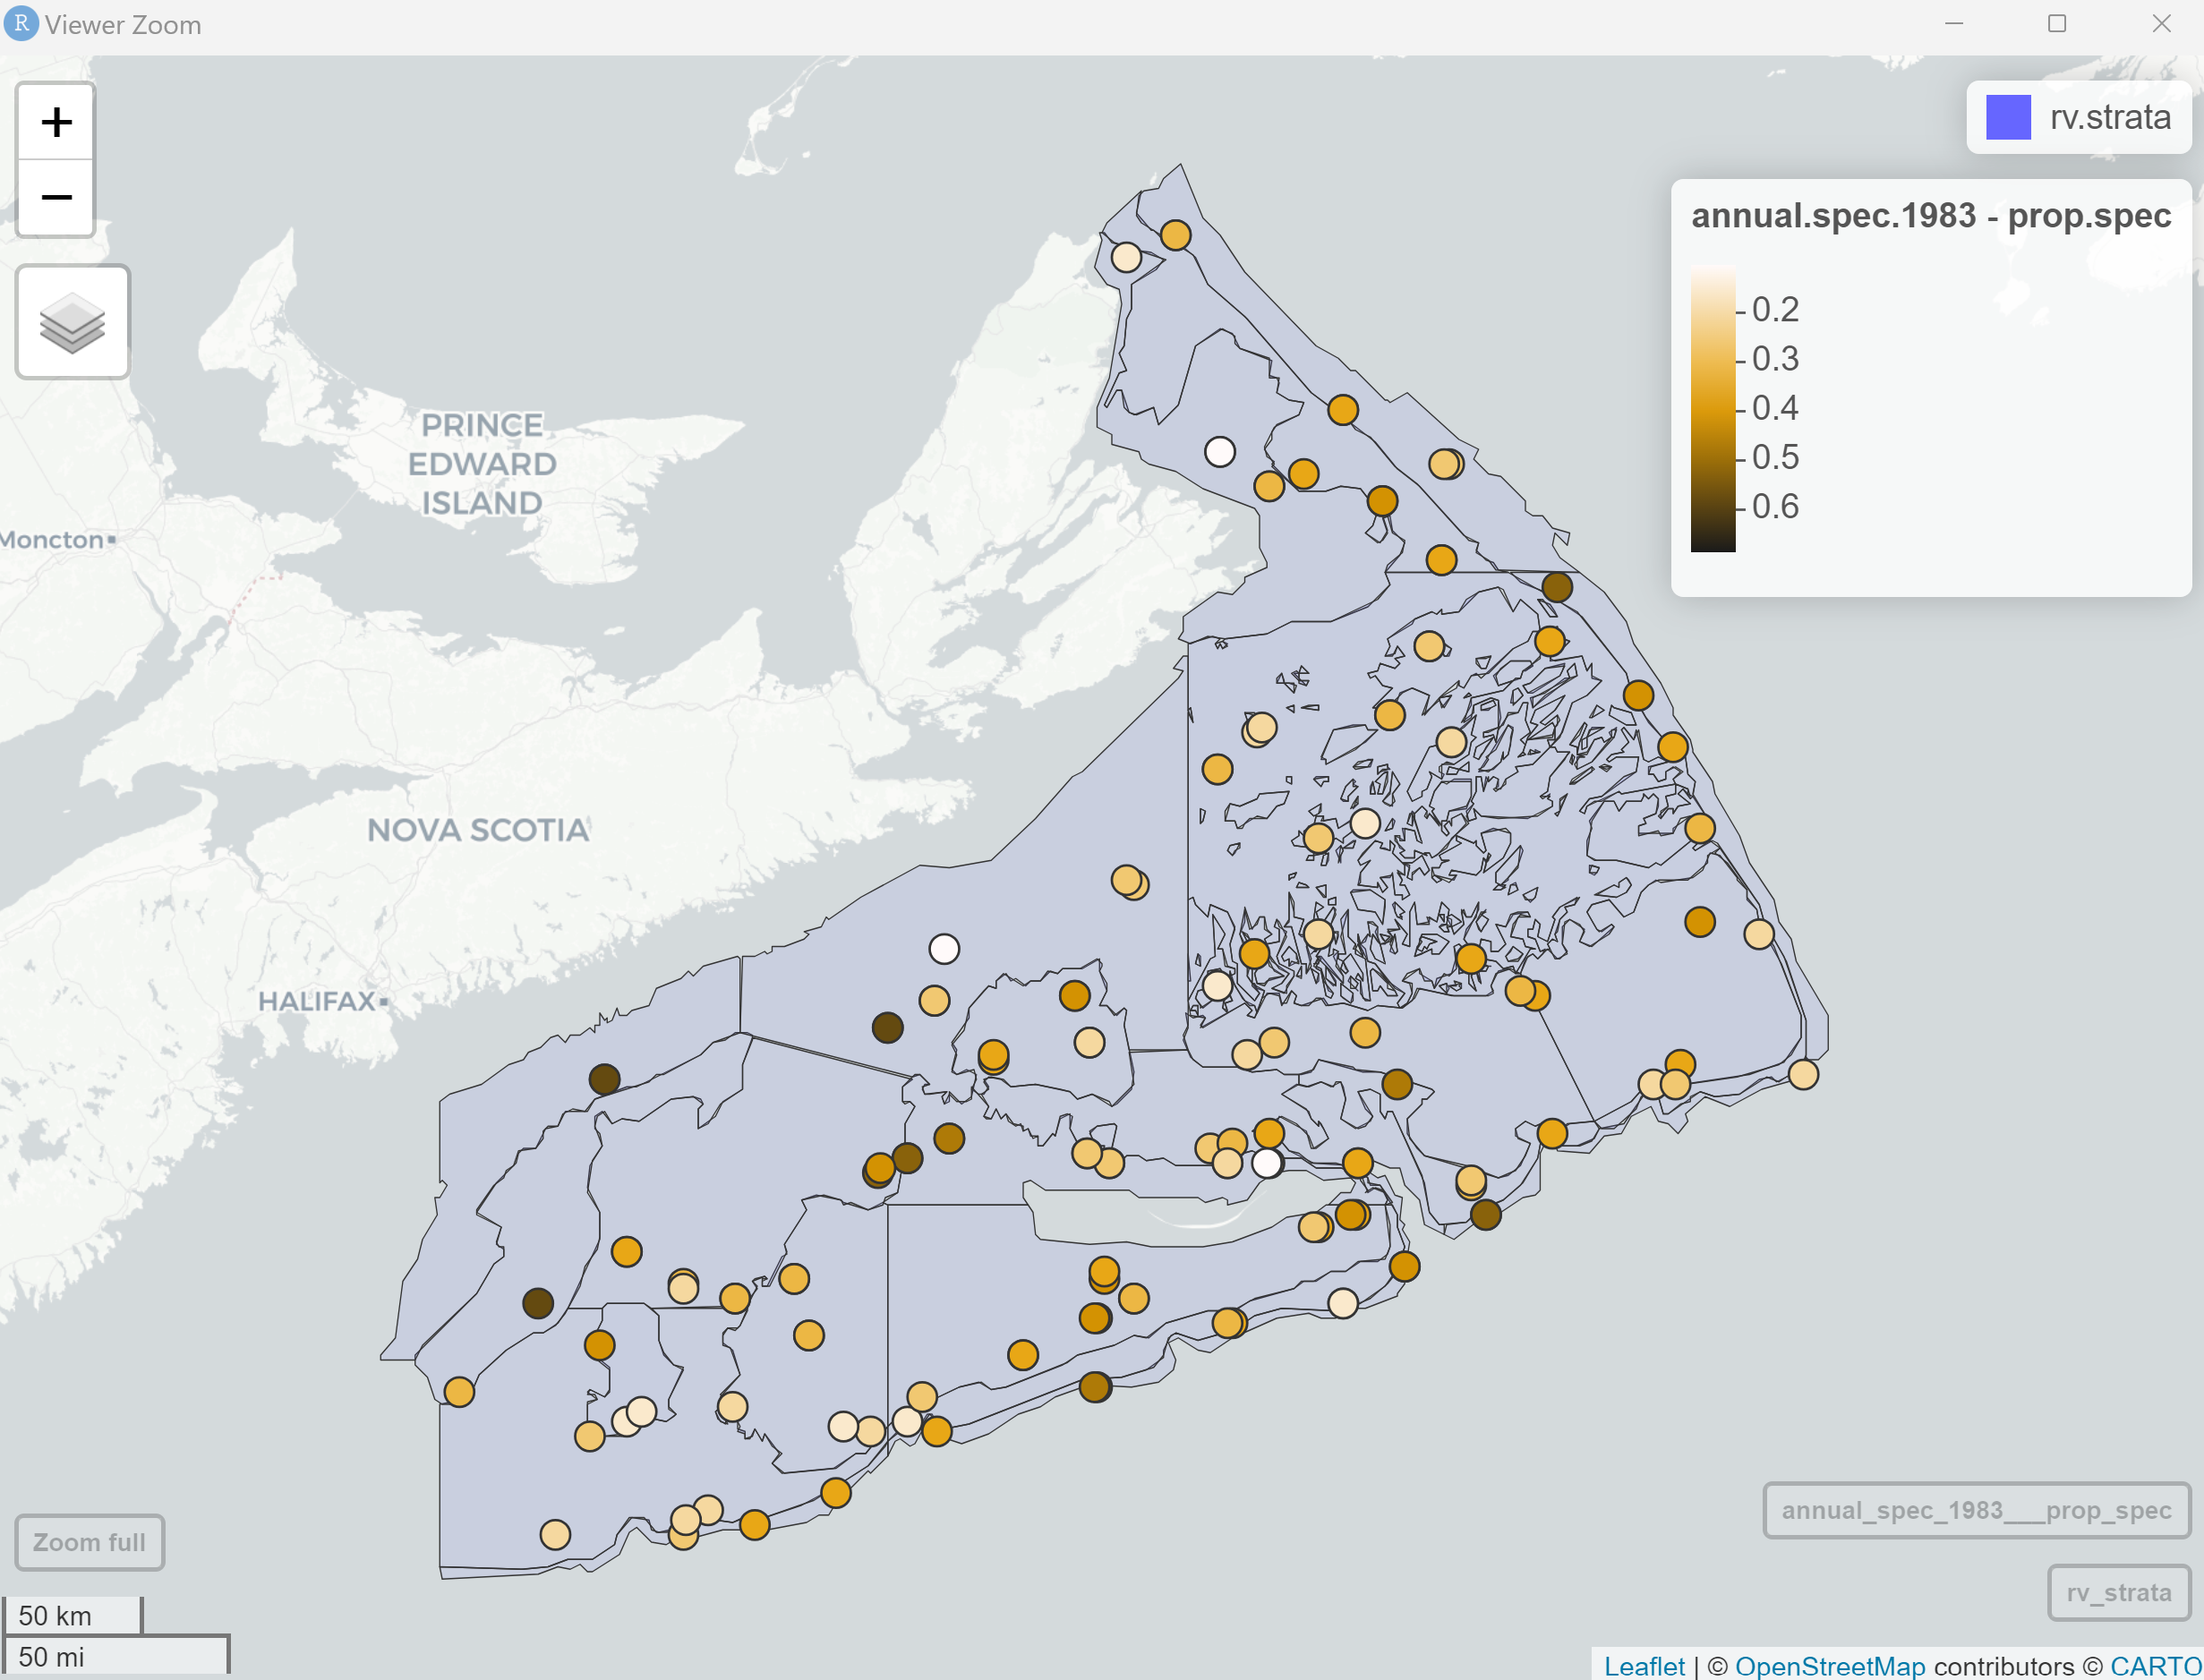 R Viewer Zoom
+
−
rv.strata
annual.spec.1983 - prop.spec
0.2
0.3
0.4
0.5
0.6
PRINCE
EDWARD
ISLAND
Moncton
NOVA SCOTIA
HALIFAX
Zoom full
annual_spec_1983___prop_spec
rv_strata
50 km
50 mi
Leaflet | © OpenStreetMap contributors © CARTO